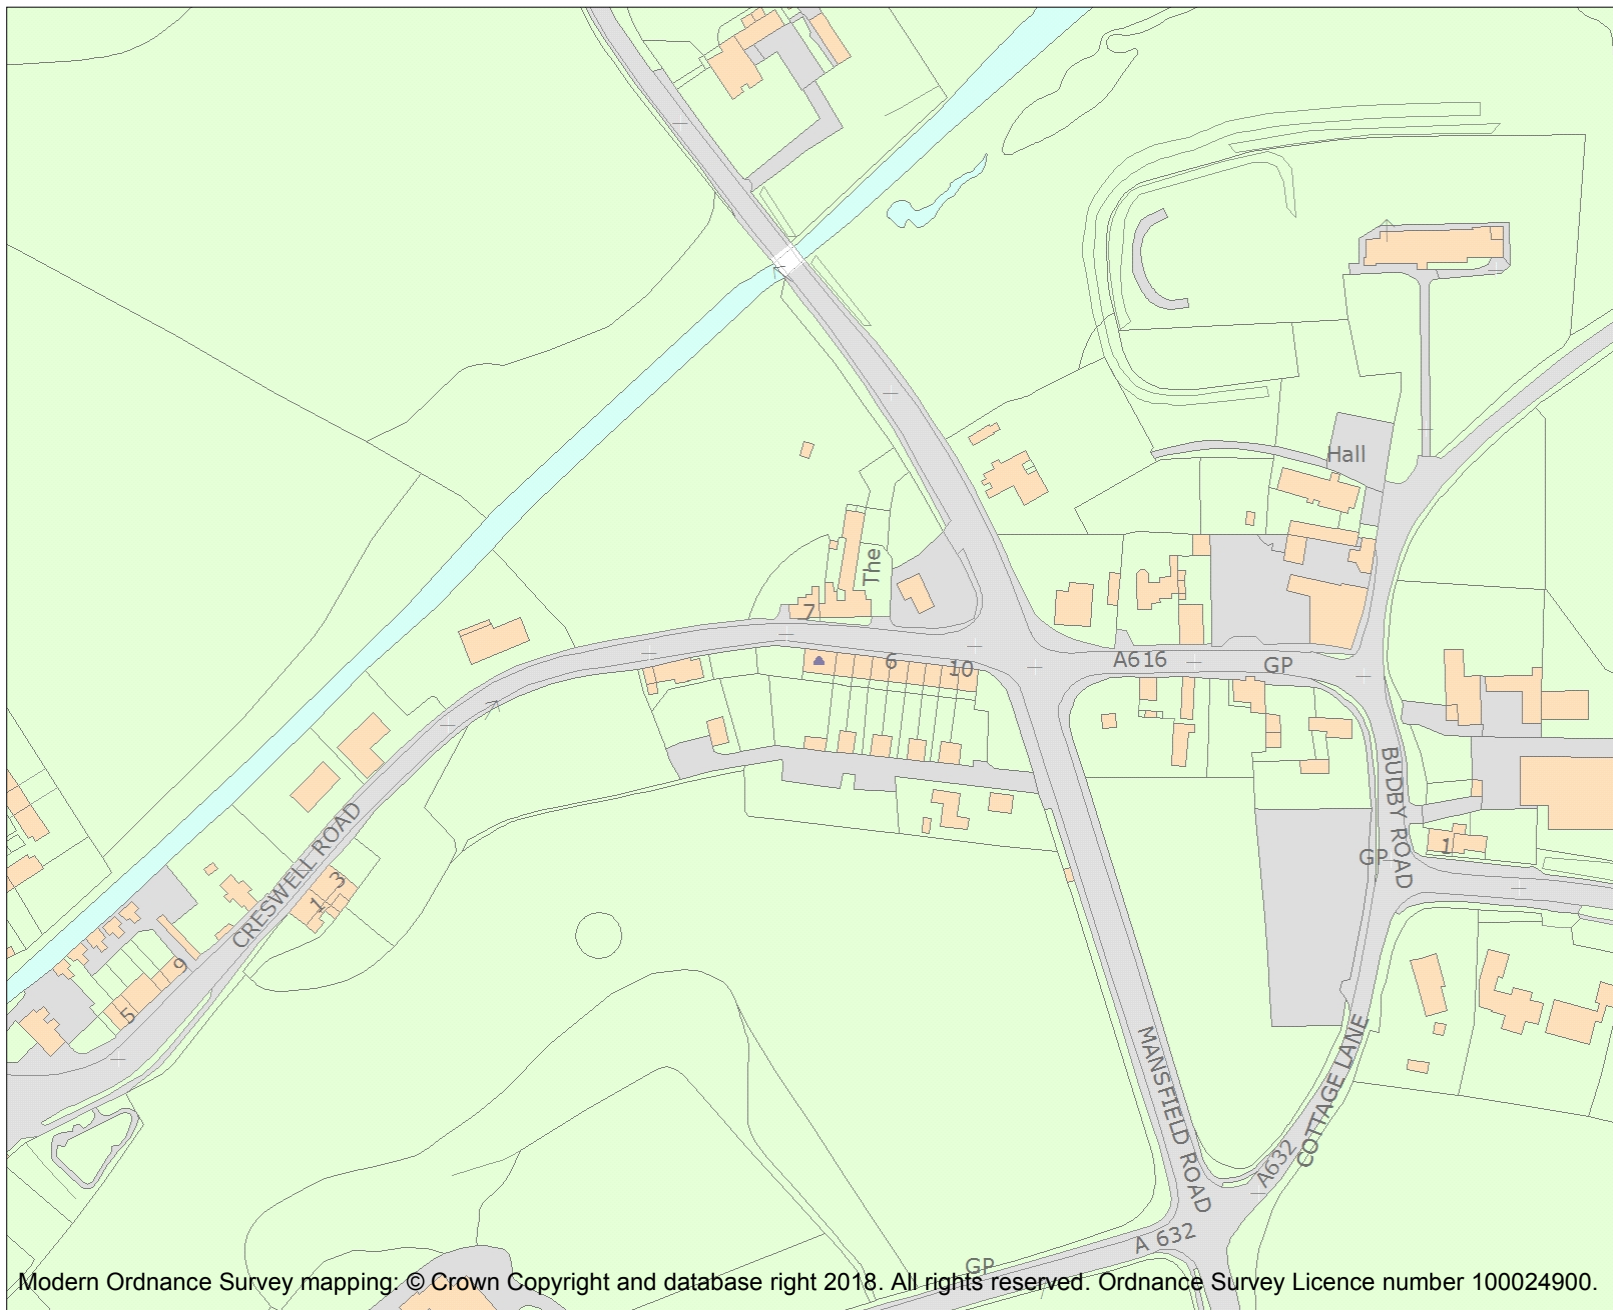 Hall
The
7
6
10
A616
GP
BUDBY ROAD
CRESWELL ROAD
3
1
GP
1
9
5
MANSFIELD ROAD
COTTAGE LANE
A632
A 632
GP
Modern Ordnance Survey mapping: © Crown Copyright and database right 2018. All rights reserved. Ordnance Survey Licence number 100024900.